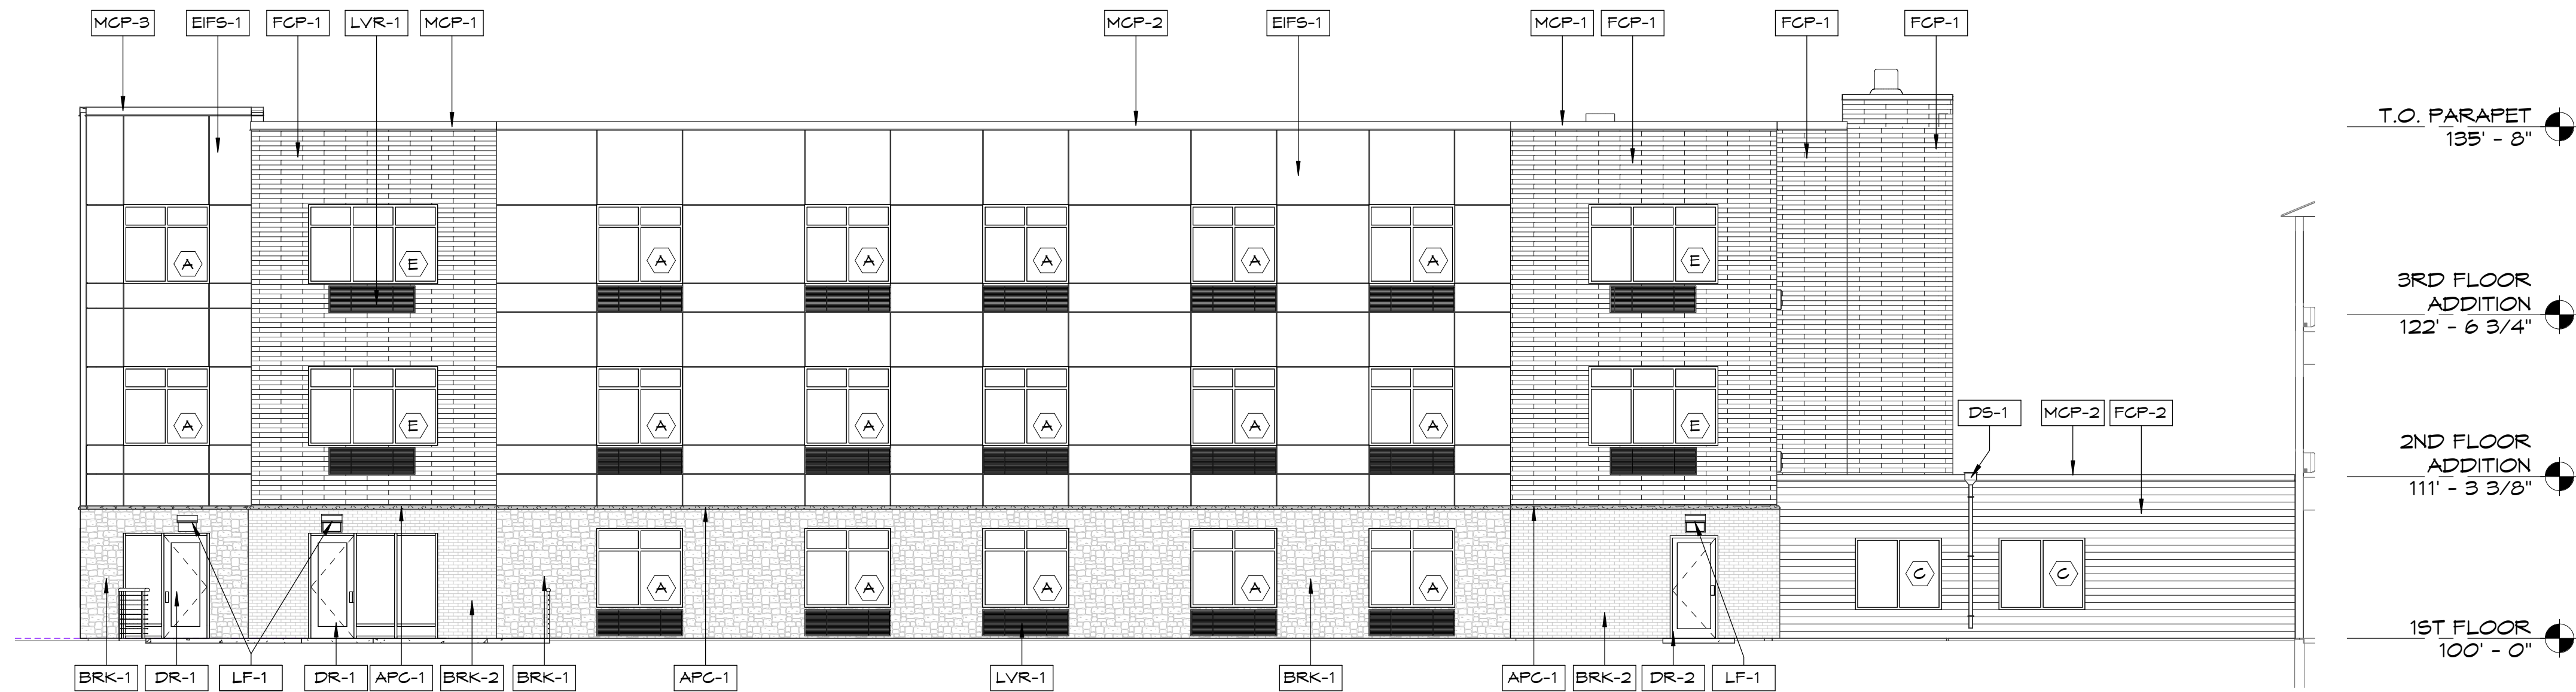 MCP-3 EIFS-1 FCP-1 LVR-1 MCP-1 MCP-2 EIFS-1 MCP-1 FCP-1 FCP-1 FCP-1
T.O. PARAPET
135' - 8"
A E A A A A A E
3RD FLOOR
ADDITION
122' - 6 3/4"
DS-1 MCP-2 FCP-2
A E A A A A A E
2ND FLOOR
ADDITION
111' - 3 3/8"
A A A A A C C
1ST FLOOR
100' - 0"
BRK-1 DR-1 LF-1 DR-1 APC-1 BRK-2 BRK-1 APC-1 LVR-1 BRK-1 APC-1 BRK-2 DR-2 LF-1